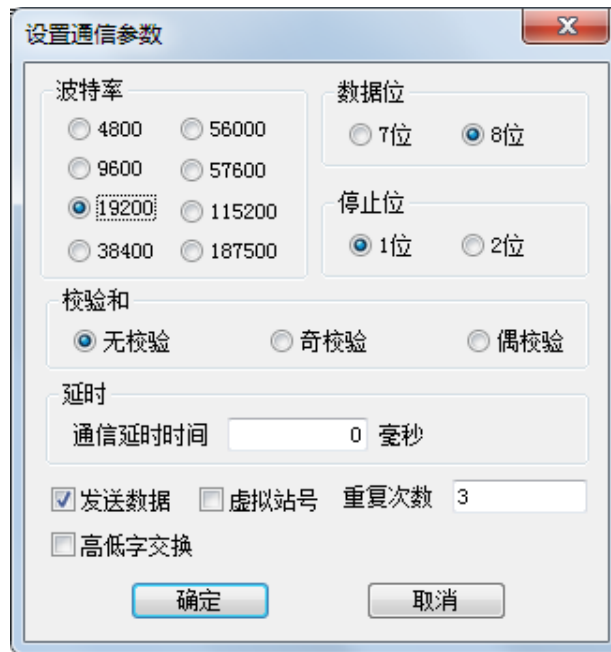 设置通信参数
波特率
4800 56000
9600 57600
19200 115200
38400 187500
数据位
7位 8位
停止位
1位 2位
校验和
无校验 奇校验 偶校验
延时
通信延时时间 0 毫秒
发送数据 虚拟站号 重复次数 3
高低字交换
确定 取消